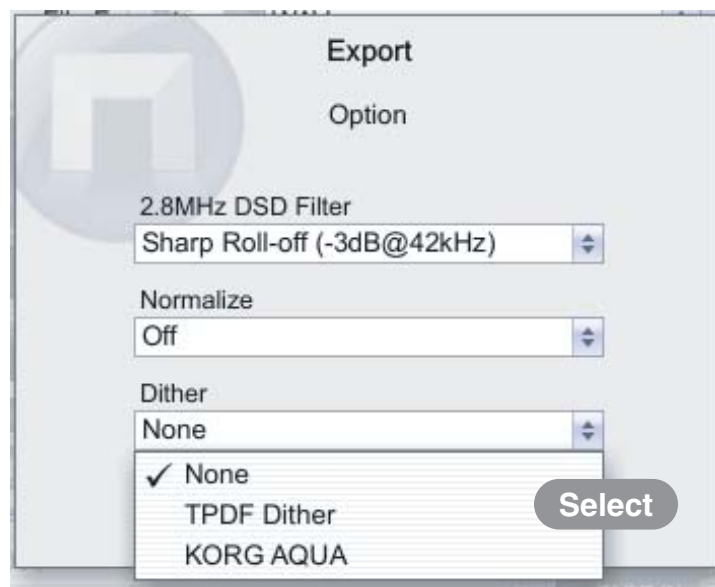 Export
Option
2.8MHz DSD Filter
Sharp Roll-off (-3dB@42kHz)
Normalize
Off
Dither
None
✓ None
TPDF Dither
Select
KORG AQUA